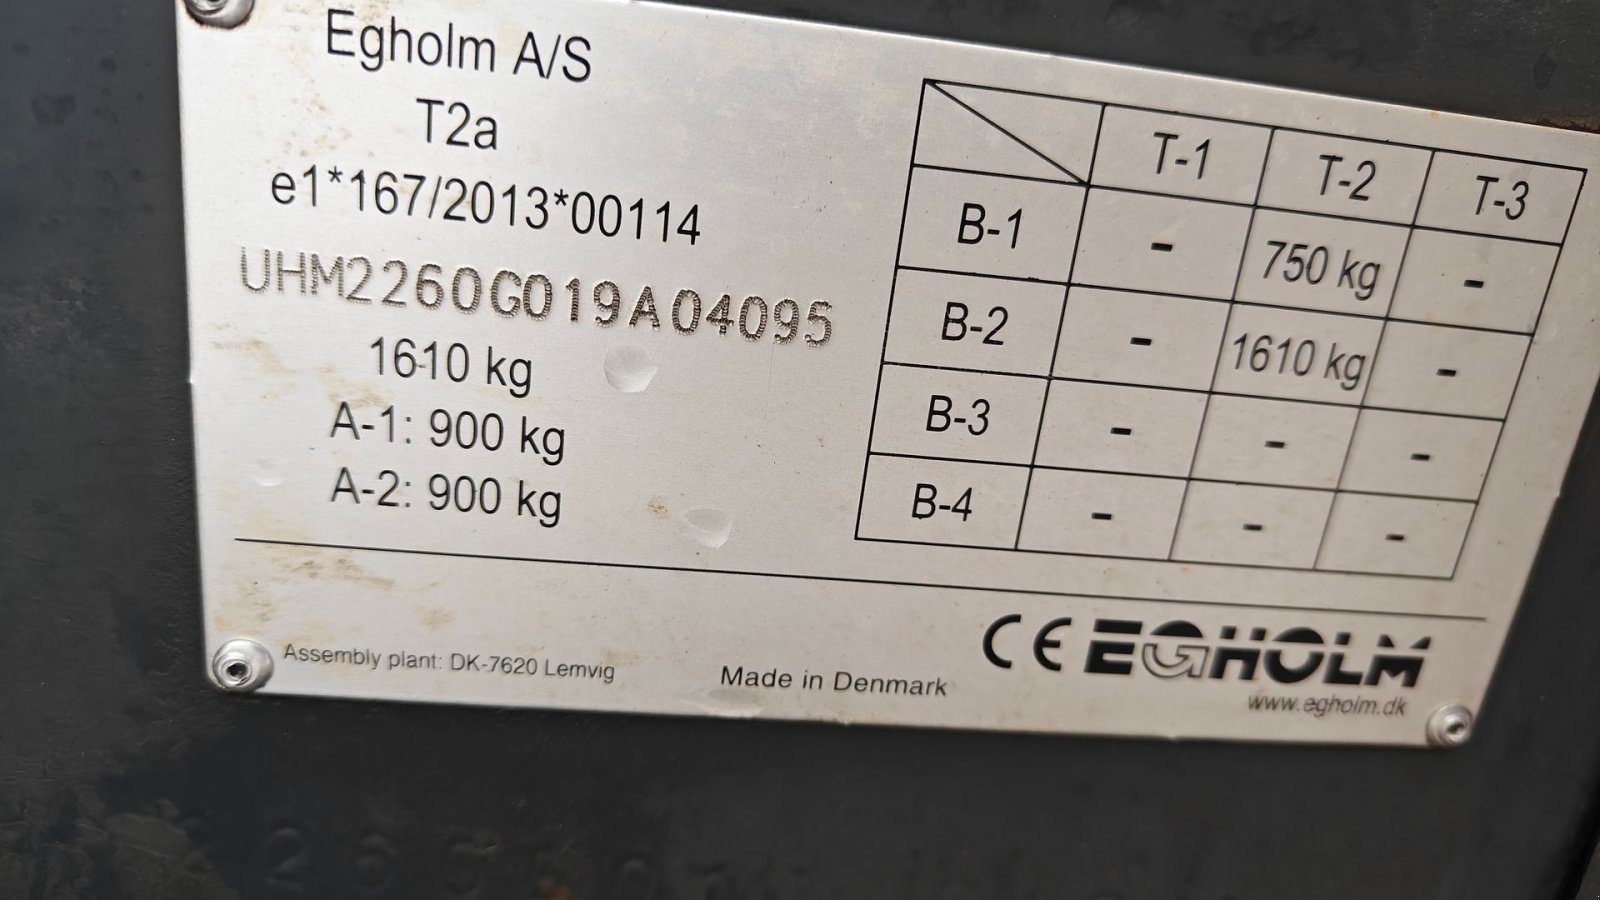 Egholm A/S
T2a
e1*167/2013*00114
UHM2260G019A04095
1610 kg
A-1: 900 kg
A-2: 900 kg
T-1 T-2 T-3
B-1 - 750 kg -
B-2 - 1610 kg -
B-3 - - -
B-4 - - -
Assembly plant: DK-7620 Lemvig
Made in Denmark
CE EGHOLM
www.egholm.dk